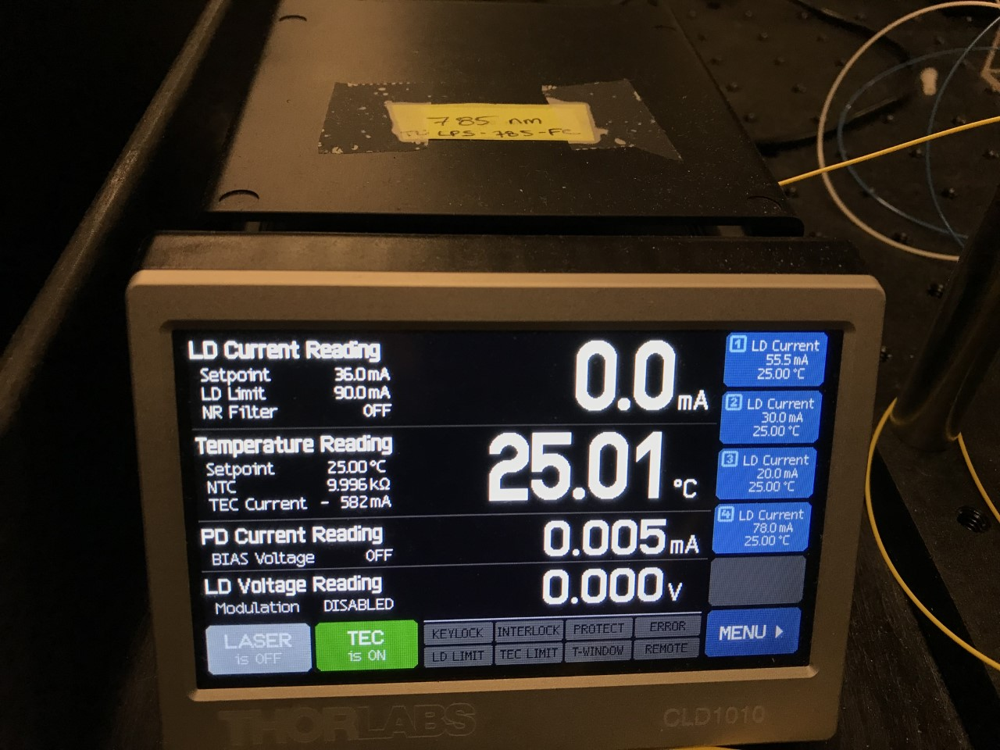 785 nm
LPS-785-FC
LD Current Reading
Setpoint 36.0 mA
LD Limit 90.0 mA
NR Filter OFF
0.0 mA
Temperature Reading
Setpoint 25.00 °C
NTC 9.996 kΩ
TEC Current - 582 mA
25.01 °C
PD Current Reading
BIAS Voltage OFF
0.005 mA
LD Voltage Reading
Modulation DISABLED
0.000 V
1 LD Current
55.5 mA
25.00 °C
2 LD Current
30.0 mA
25.00 °C
3 LD Current
20.0 mA
25.00 °C
4 LD Current
78.0 mA
25.00 °C
LASER
is OFF
TEC
is ON
KEYLOCK INTERLOCK PROTECT ERROR
LD LIMIT TEC LIMIT T-WINDOW REMOTE
MENU
THORLABS
CLD1010